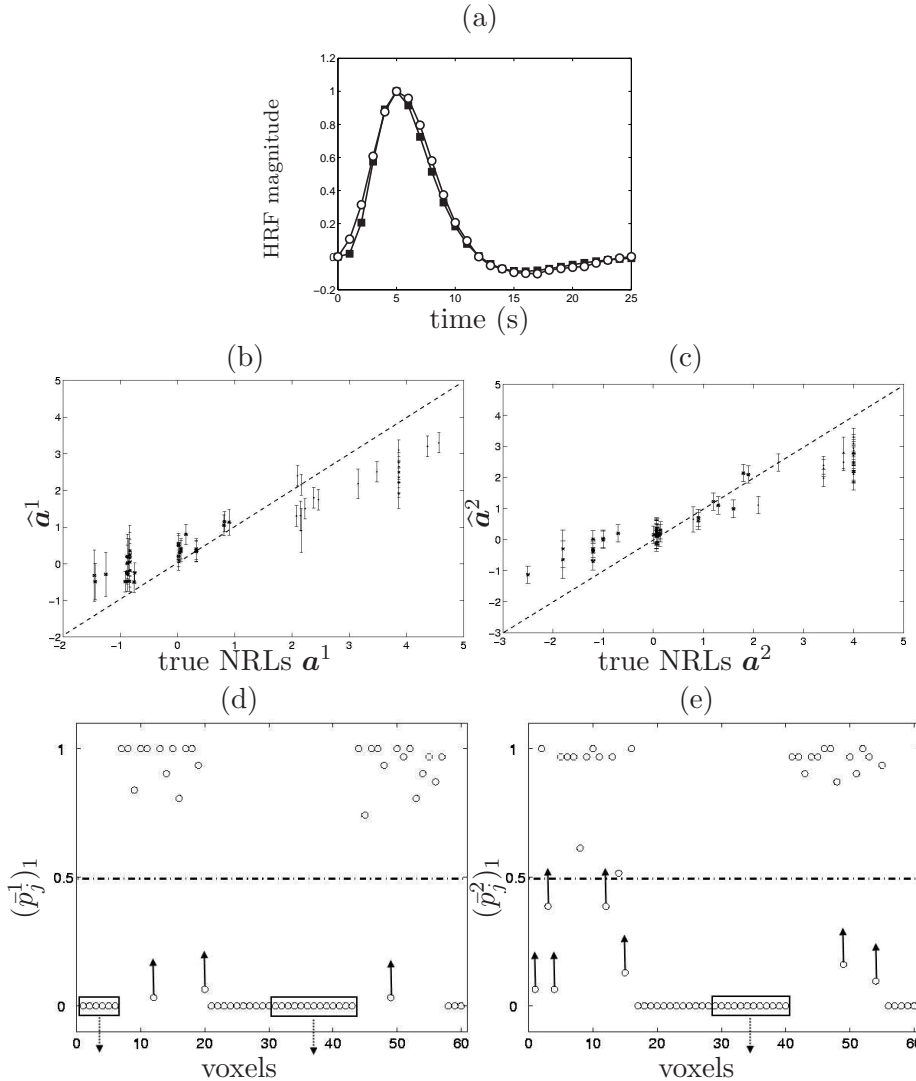 (a)
HRF magnitude
1.2
1
0.8
0.6
0.4
0.2
0
−0.2
0 5 10 15 20 25
time (s)
(b) (c)
â¹
5
4
3
2
1
0
−1
−2
−2 −1 0 1 2 3 4 5
true NRLs a¹
â²
5
4
3
2
1
0
−1
−2
−3
−3 −2 −1 0 1 2 3 4 5
true NRLs a²
(d) (e)
(p̄ⱼ¹)₁
1
0.5
0
0 10 20 30 40 50 60
voxels
(p̄ⱼ²)₁
1
0.5
0
0 10 20 30 40 50 60
voxels